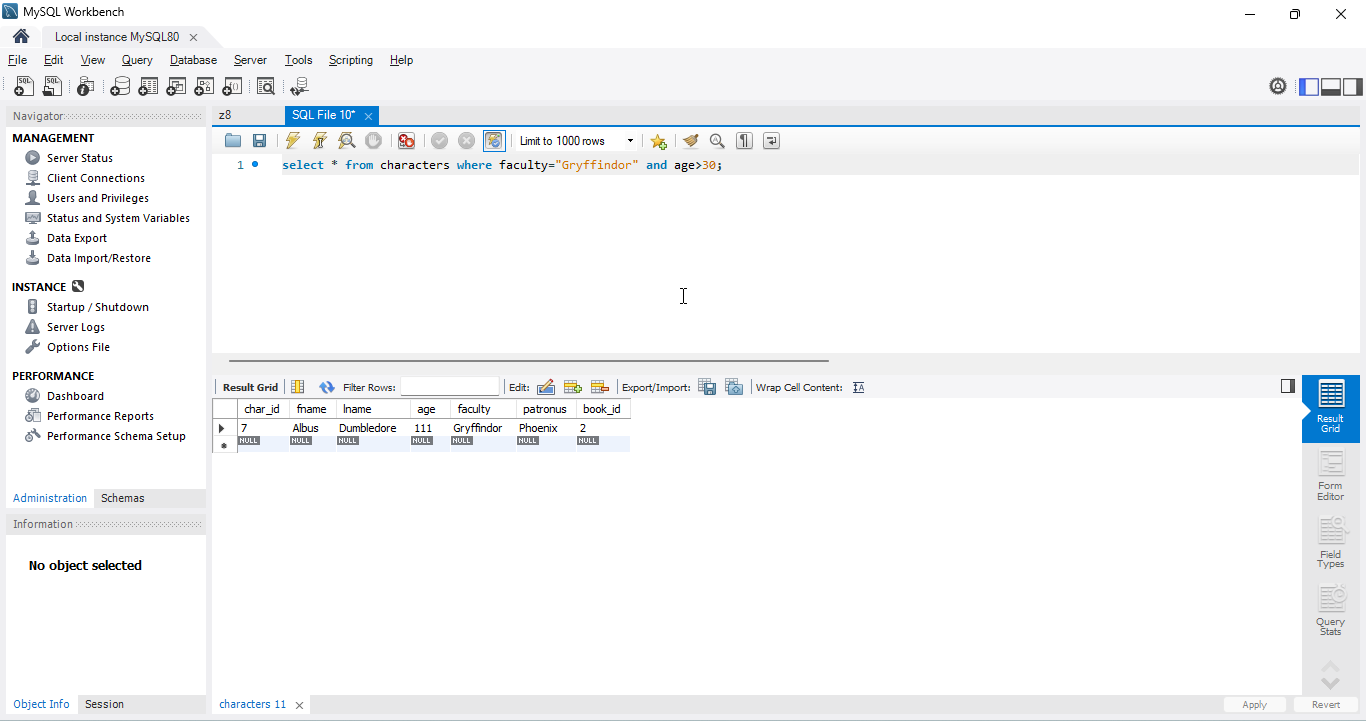 MySQL Workbench
Local instance MySQL80
File Edit View Query Database Server Tools Scripting Help
Navigator
MANAGEMENT
Server Status
Client Connections
Users and Privileges
Status and System Variables
Data Export
Data Import/Restore
INSTANCE
Startup / Shutdown
Server Logs
Options File
PERFORMANCE
Dashboard
Performance Reports
Performance Schema Setup
Administration Schemas
Information
No object selected
Object Info Session
z8 SQL File 10*
Limit to 1000 rows
1 select * from characters where faculty="Gryffindor" and age>30;
Result Grid Filter Rows: Edit: Export/Import: Wrap Cell Content:
char_id fname lname age faculty patronus book_id
7 Albus Dumbledore 111 Gryffindor Phoenix 2
NULL NULL NULL NULL NULL NULL NULL
Result
Grid
Form
Editor
Field
Types
Query
Stats
characters 11
Apply Revert